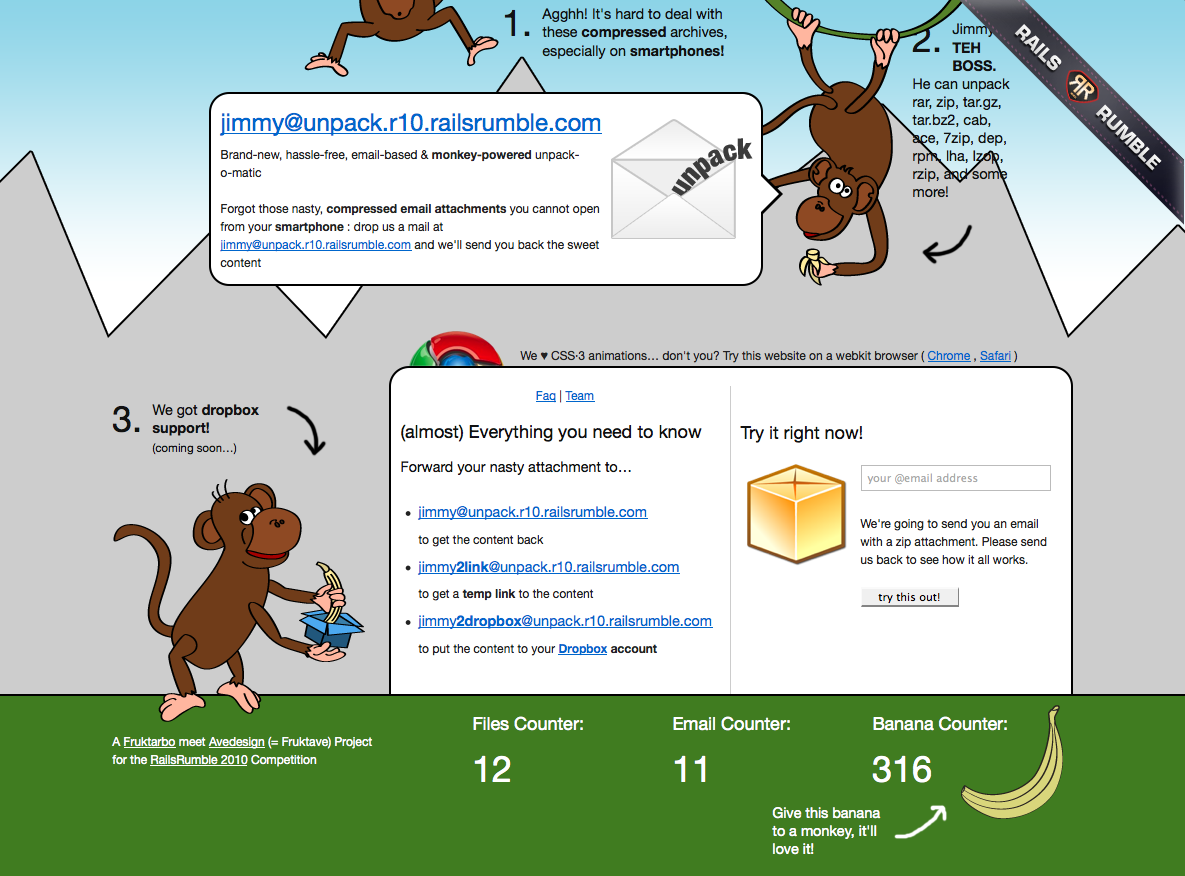 1.
Agghh! It's hard to deal with
these compressed archives,
especially on smartphones!
2.
Jimmy
TEH
BOSS.
He can unpack
rar, zip, tar.gz,
tar.bz2, cab,
ace, 7zip, dep,
rpm, lha, lzop,
rzip, and some
more!
RAILS RR RUMBLE
jimmy@unpack.r10.railsrumble.com
Brand-new, hassle-free, email-based & monkey-powered unpack-
o-matic
Forgot those nasty, compressed email attachments you cannot open
from your smartphone : drop us a mail at
jimmy@unpack.r10.railsrumble.com and we'll send you back the sweet
content
unpack
We ♥ CSS·3 animations… don't you? Try this website on a webkit browser ( Chrome , Safari )
3.
We got dropbox
support!
(coming soon…)
Faq | Team
(almost) Everything you need to know
Forward your nasty attachment to…
• jimmy@unpack.r10.railsrumble.com
to get the content back
• jimmy2link@unpack.r10.railsrumble.com
to get a temp link to the content
• jimmy2dropbox@unpack.r10.railsrumble.com
to put the content to your Dropbox account
Try it right now!
your @email address
We're going to send you an email
with a zip attachment. Please send
us back to see how it all works.
try this out!
A Fruktarbo meet Avedesign (= Fruktave) Project
for the RailsRumble 2010 Competition
Files Counter:
12
Email Counter:
11
Banana Counter:
316
Give this banana
to a monkey, it'll
love it!